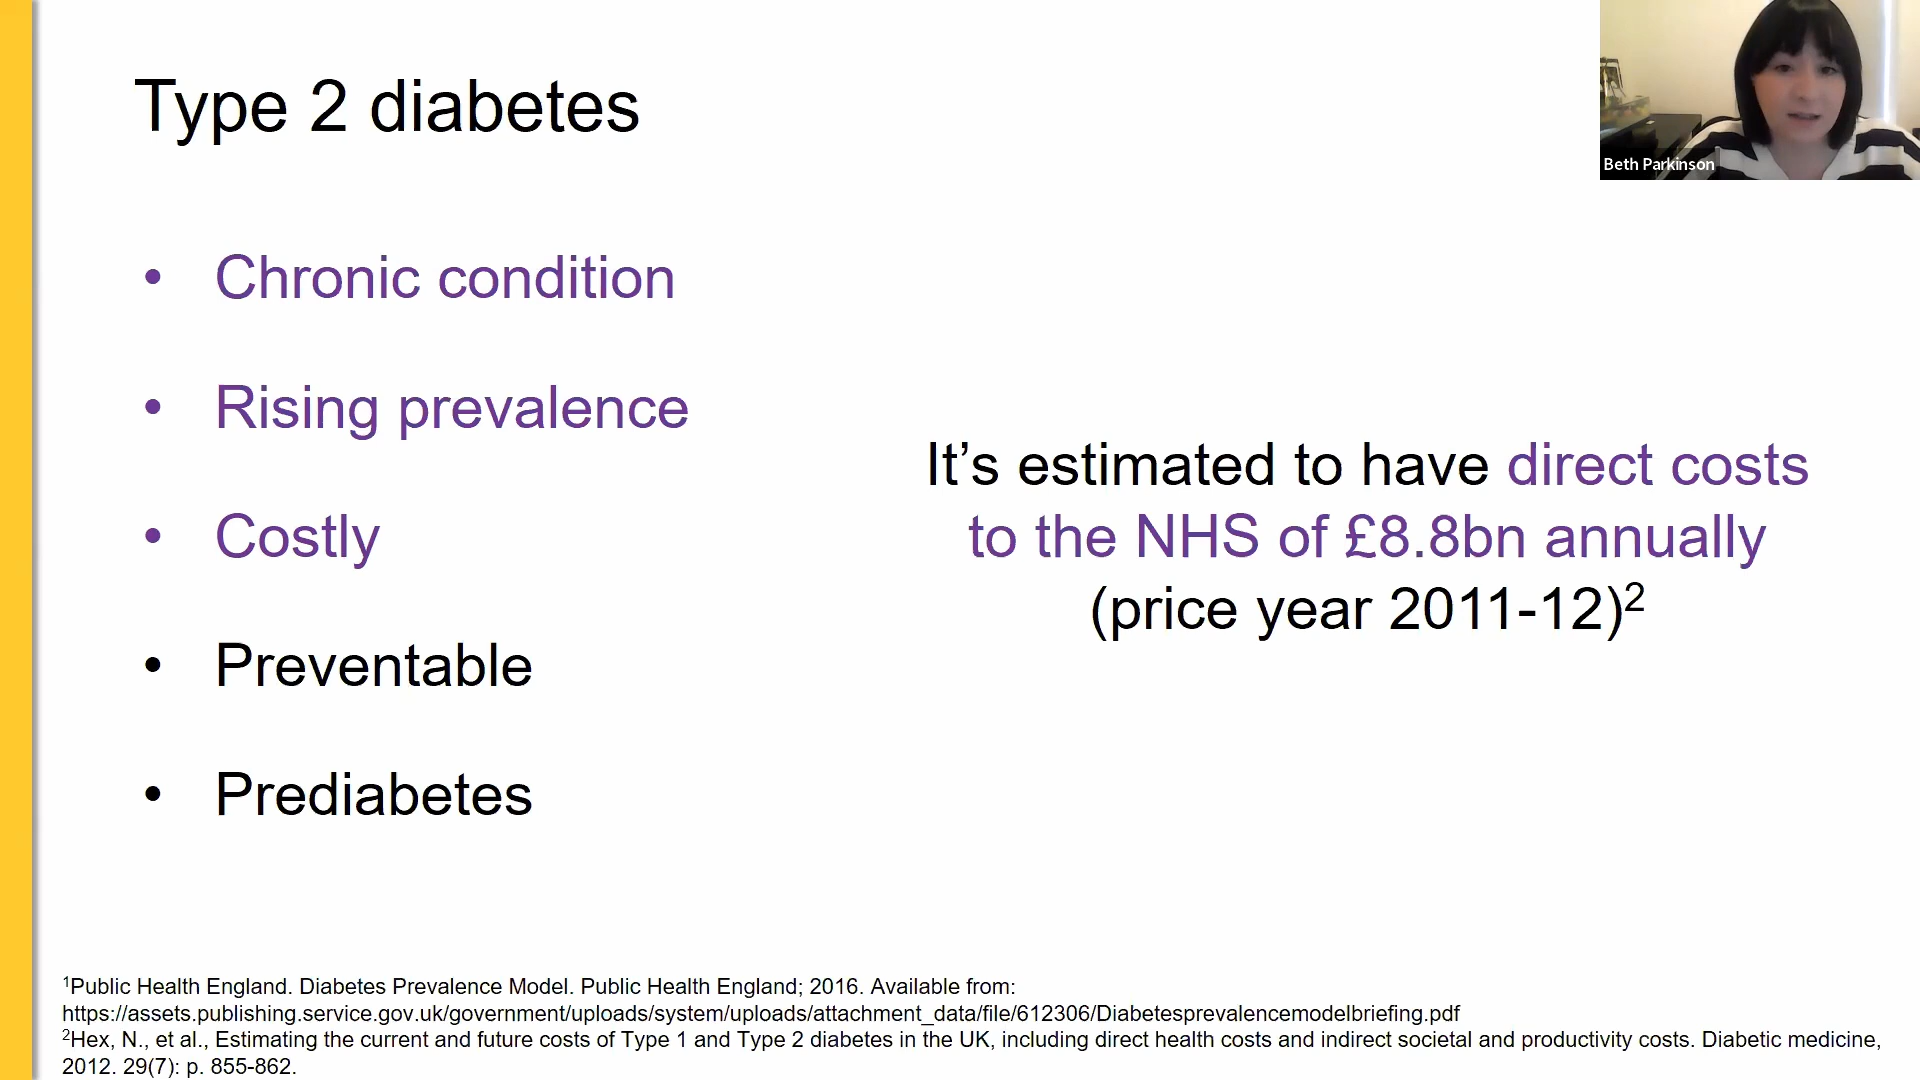 Type 2 diabetes
Beth Parkinson
• Chronic condition
• Rising prevalence
• Costly
• Preventable
• Prediabetes
It’s estimated to have direct costs
to the NHS of £8.8bn annually
(price year 2011-12)²
¹Public Health England. Diabetes Prevalence Model. Public Health England; 2016. Available from:
https://assets.publishing.service.gov.uk/government/uploads/system/uploads/attachment_data/file/612306/Diabetesprevalencemodelbriefing.pdf
²Hex, N., et al., Estimating the current and future costs of Type 1 and Type 2 diabetes in the UK, including direct health costs and indirect societal and productivity costs. Diabetic medicine,
2012. 29(7): p. 855-862.